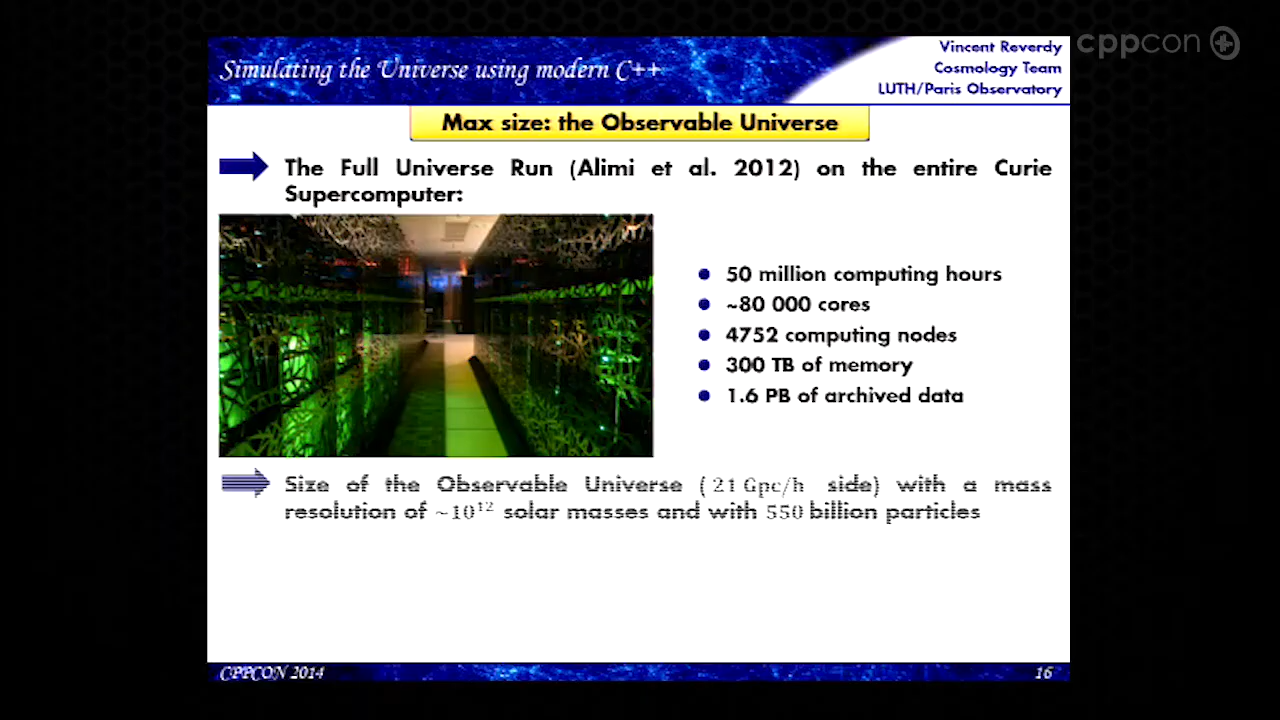 cppcon
Simulating the Universe using modern C++
Vincent Reverdy
Cosmology Team
LUTH/Paris Observatory
Max size: the Observable Universe
The Full Universe Run (Alimi et al. 2012) on the entire Curie
Supercomputer:
50 million computing hours
~80 000 cores
4752 computing nodes
300 TB of memory
1.6 PB of archived data
Size of the Observable Universe ( 21 Gpc/h side) with a mass
resolution of ~10¹² solar masses and with 550 billion particles
CPPCON 2014
16